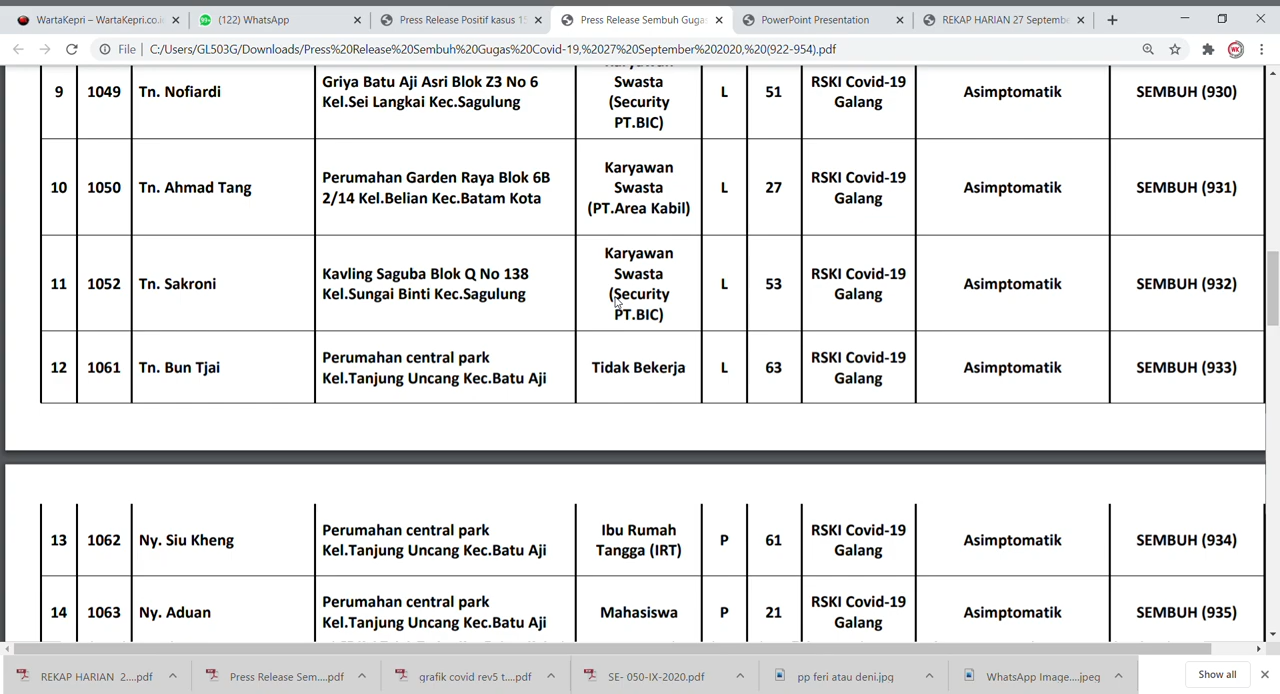 WartaKepri – WartaKepri.co.i
(122) WhatsApp
Press Release Positif kasus 15
Press Release Sembuh Gugas
PowerPoint Presentation
REKAP HARIAN 27 Septembe
File C:/Users/GL503G/Downloads/Press%20Release%20Sembuh%20Gugas%20Covid-19,%2027%20September%202020,%20(922-954).pdf
9 1049 Tn. Nofiardi Griya Batu Aji Asri Blok Z3 No 6 Kel.Sei Langkai Kec.Sagulung Karyawan Swasta (Security PT.BIC) L 51 RSKI Covid-19 Galang Asimptomatik SEMBUH (930)
10 1050 Tn. Ahmad Tang Perumahan Garden Raya Blok 6B 2/14 Kel.Belian Kec.Batam Kota Karyawan Swasta (PT.Area Kabil) L 27 RSKI Covid-19 Galang Asimptomatik SEMBUH (931)
11 1052 Tn. Sakroni Kavling Saguba Blok Q No 138 Kel.Sungai Binti Kec.Sagulung Karyawan Swasta (Security PT.BIC) L 53 RSKI Covid-19 Galang Asimptomatik SEMBUH (932)
12 1061 Tn. Bun Tjai Perumahan central park Kel.Tanjung Uncang Kec.Batu Aji Tidak Bekerja L 63 RSKI Covid-19 Galang Asimptomatik SEMBUH (933)
13 1062 Ny. Siu Kheng Perumahan central park Kel.Tanjung Uncang Kec.Batu Aji Ibu Rumah Tangga (IRT) P 61 RSKI Covid-19 Galang Asimptomatik SEMBUH (934)
14 1063 Ny. Aduan Perumahan central park Kel.Tanjung Uncang Kec.Batu Aji Mahasiswa P 21 RSKI Covid-19 Galang Asimptomatik SEMBUH (935)
REKAP HARIAN 2....pdf
Press Release Sem....pdf
grafik covid rev5 t....pdf
SE- 050-IX-2020.pdf
pp feri atau deni.jpg
WhatsApp Image....jpeg
Show all